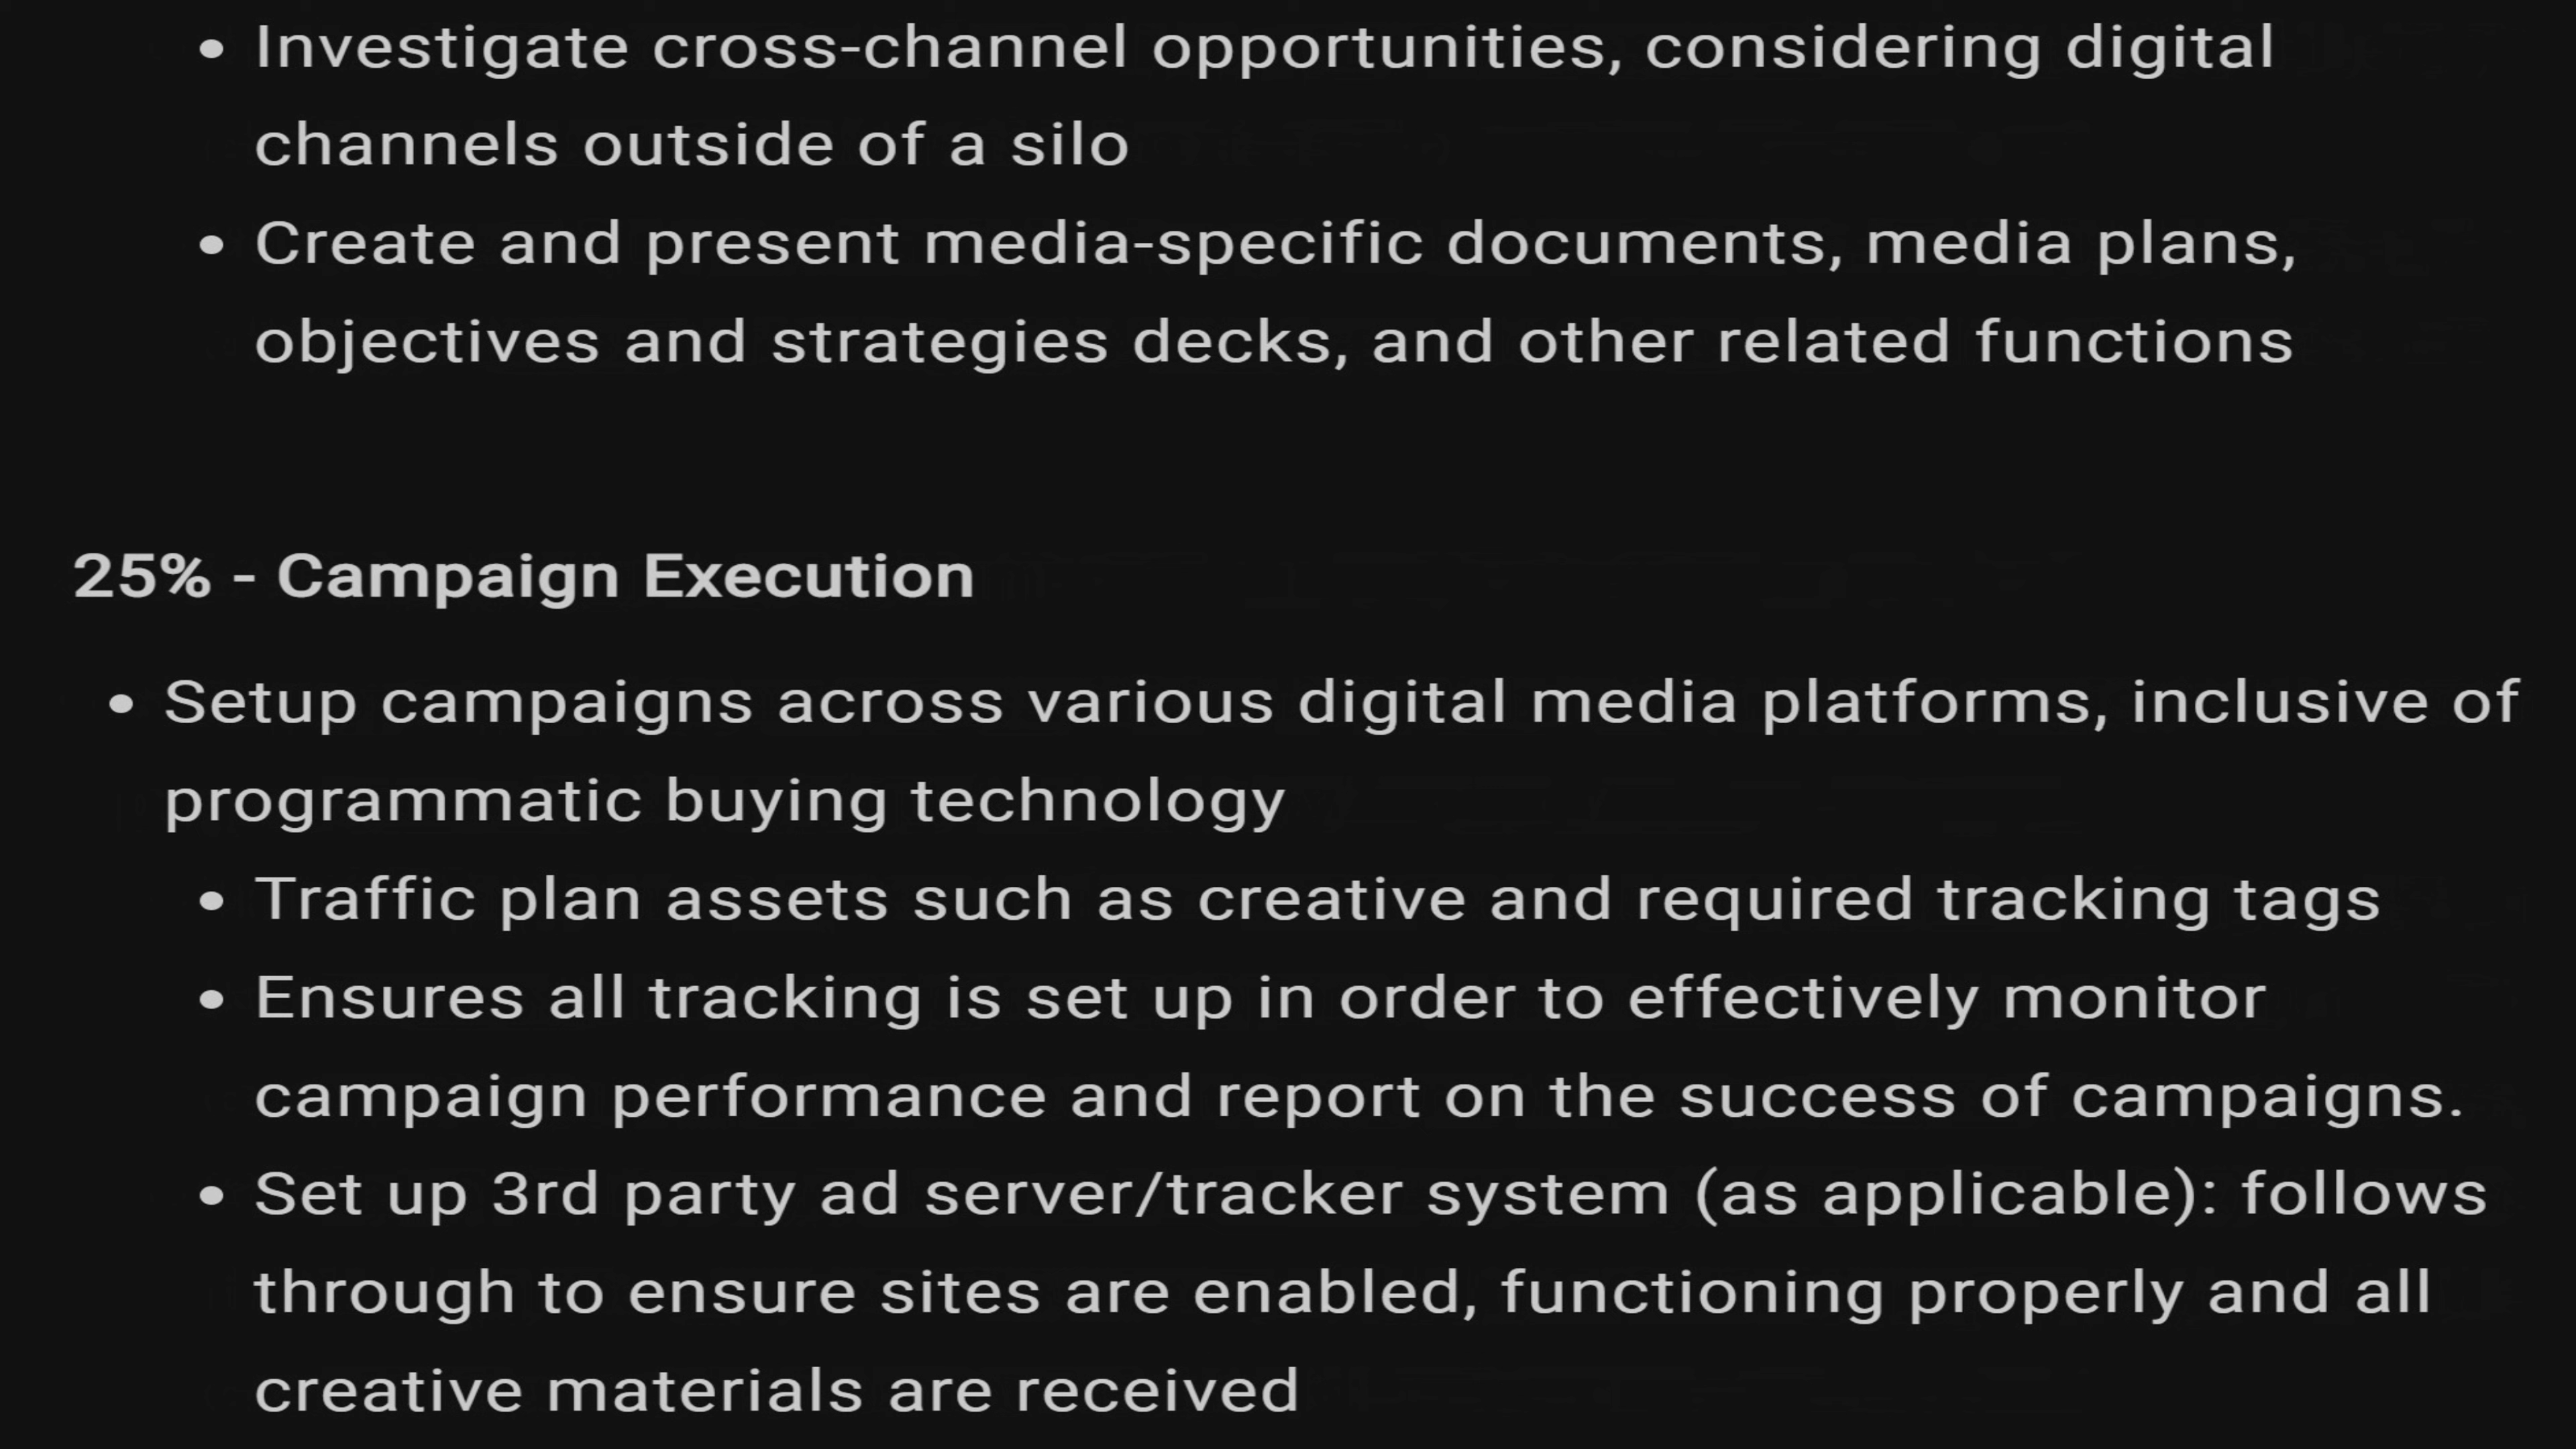 • Investigate cross-channel opportunities, considering digital
channels outside of a silo
• Create and present media-specific documents, media plans,
objectives and strategies decks, and other related functions
25% - Campaign Execution
• Setup campaigns across various digital media platforms, inclusive of
programmatic buying technology
• Traffic plan assets such as creative and required tracking tags
• Ensures all tracking is set up in order to effectively monitor
campaign performance and report on the success of campaigns.
• Set up 3rd party ad server/tracker system (as applicable): follows
through to ensure sites are enabled, functioning properly and all
creative materials are received